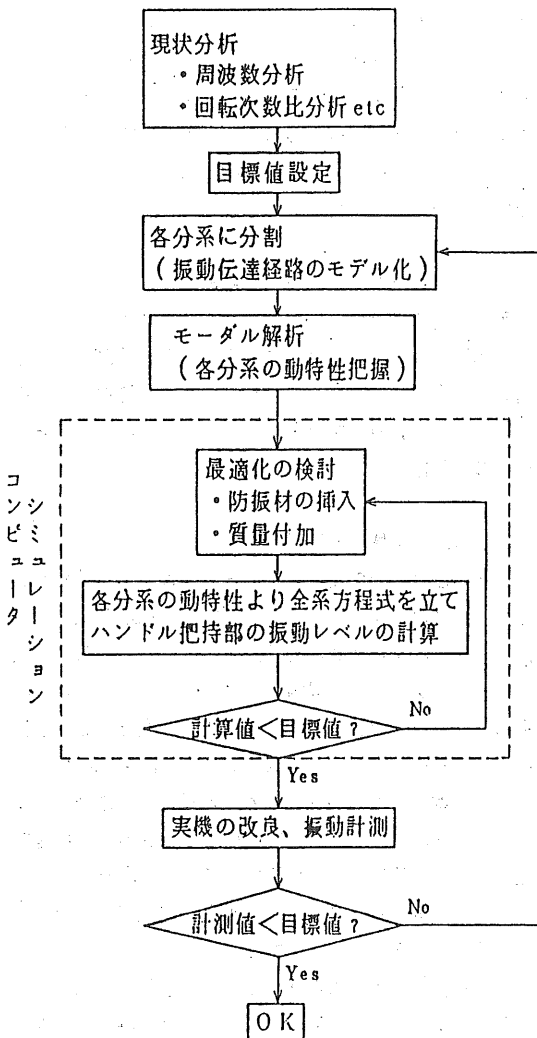 現状分析
・周波数分析
・回転次数比分析 etc
目標値設定
各分系に分割
(振動伝達経路のモデル化)
モーダル解析
(各分系の動特性把握)
コンピュータ
シミュレーション
最適化の検討
・防振材の挿入
・質量付加
各分系の動特性より全系方程式を立て
ハンドル把持部の振動レベルの計算
計算値<目標値?
No
Yes
実機の改良、振動計測
計測値<目標値?
No
Yes
OK